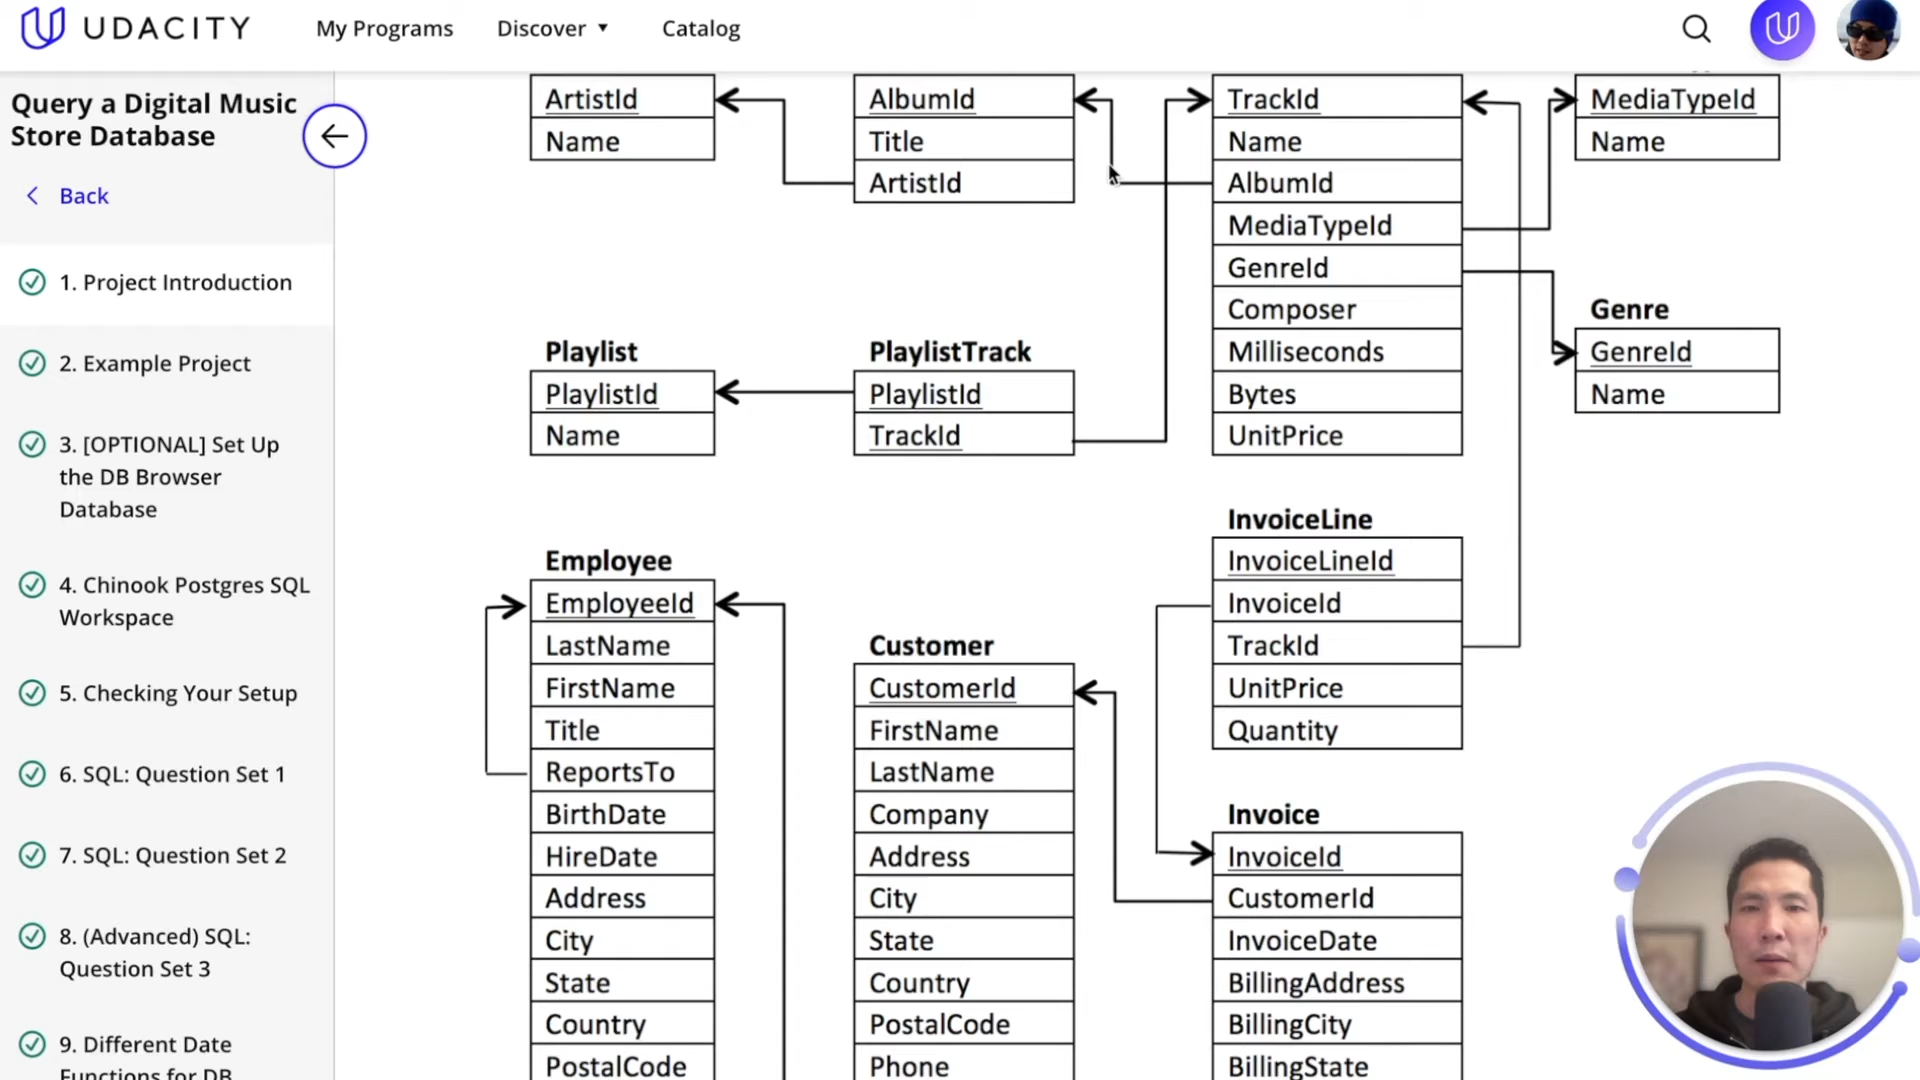 UDACITY
My Programs
Discover ▼
Catalog
Query a Digital Music
Store Database
Back
1. Project Introduction
2. Example Project
3. [OPTIONAL] Set Up
the DB Browser
Database
4. Chinook Postgres SQL
Workspace
5. Checking Your Setup
6. SQL: Question Set 1
7. SQL: Question Set 2
8. (Advanced) SQL:
Question Set 3
9. Different Date
Functions for DB
ArtistId
Name
AlbumId
Title
ArtistId
TrackId
Name
AlbumId
MediaTypeId
GenreId
Composer
Milliseconds
Bytes
UnitPrice
MediaTypeId
Name
Genre
GenreId
Name
Playlist
PlaylistId
Name
PlaylistTrack
PlaylistId
TrackId
InvoiceLine
InvoiceLineId
InvoiceId
TrackId
UnitPrice
Quantity
Employee
EmployeeId
LastName
FirstName
Title
ReportsTo
BirthDate
HireDate
Address
City
State
Country
PostalCode
Customer
CustomerId
FirstName
LastName
Company
Address
City
State
Country
PostalCode
Phone
Invoice
InvoiceId
CustomerId
InvoiceDate
BillingAddress
BillingCity
BillingState